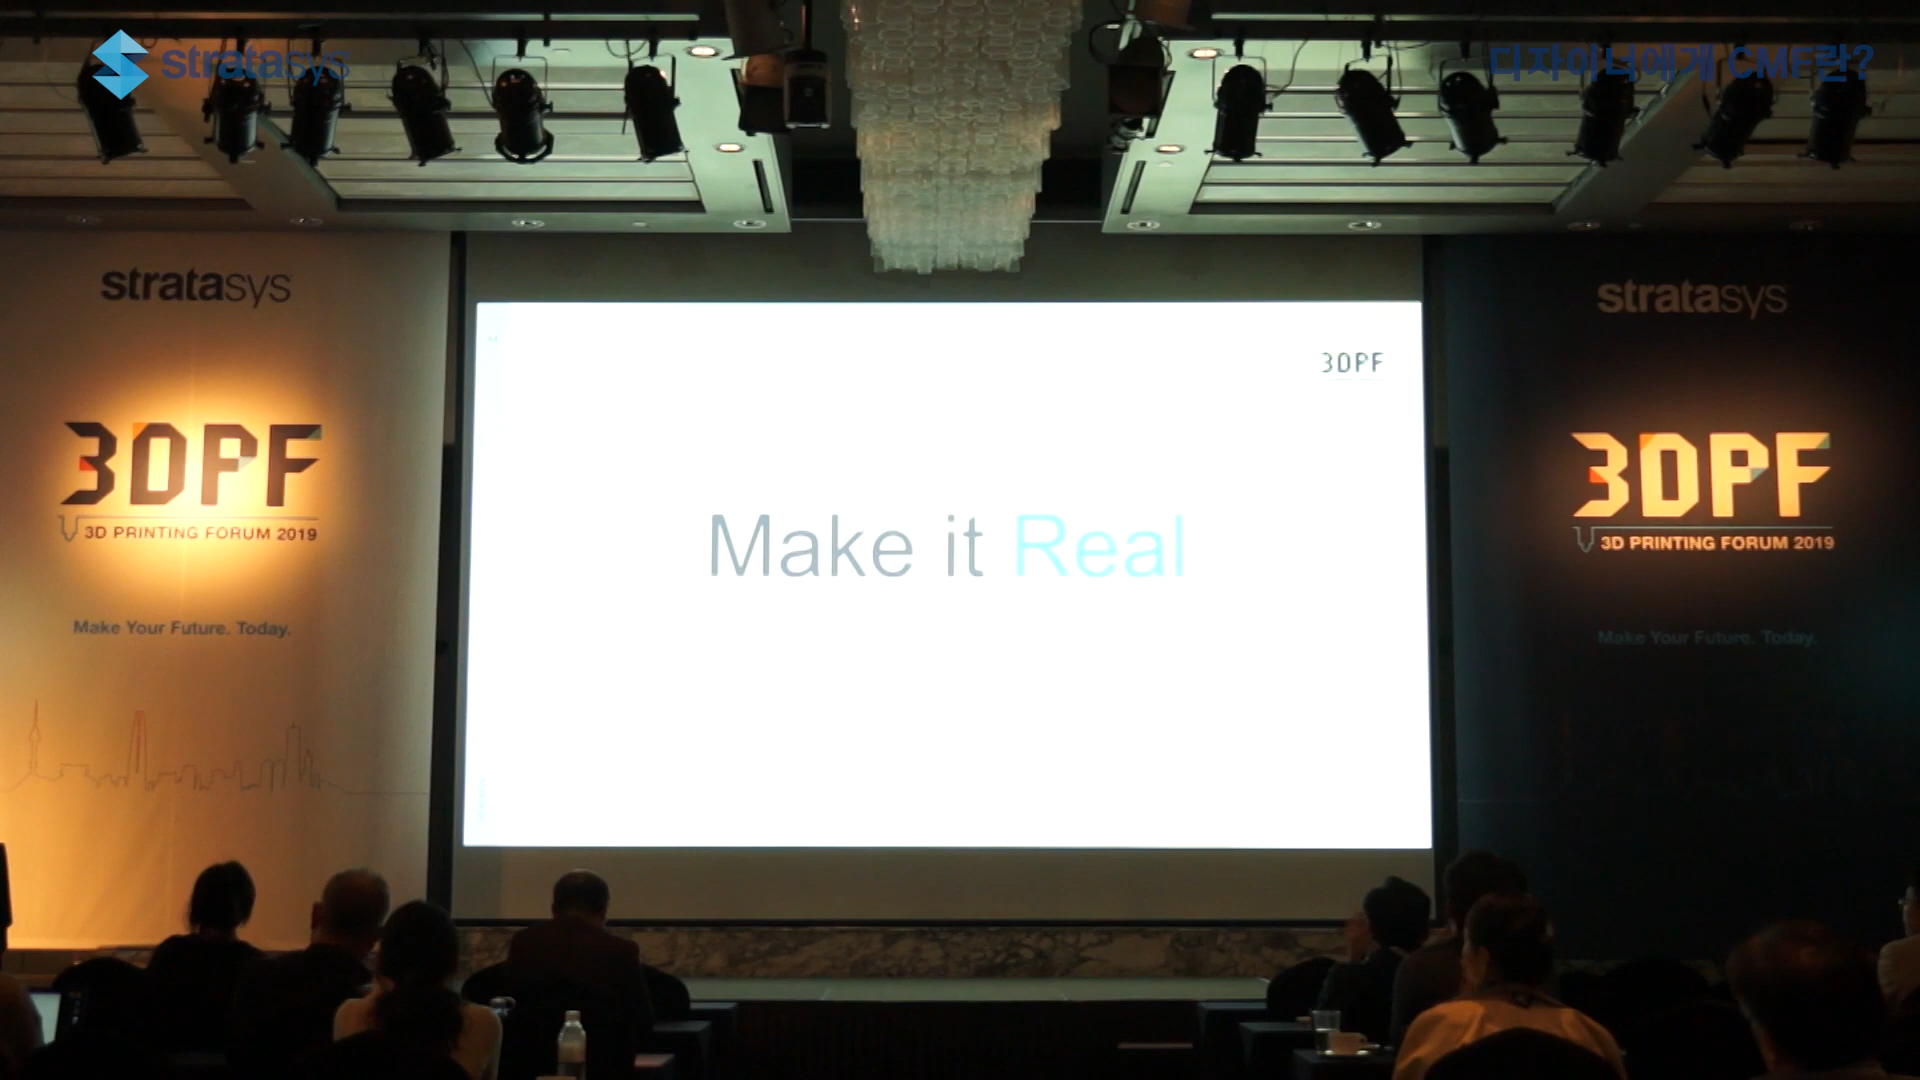 stratasys
디자이너에게 CMF란?
stratasys
3DPF
3D PRINTING FORUM 2019
Make Your Future. Today.
3DPF
Make it Real
stratasys
3DPF
3D PRINTING FORUM 2019
Make Your Future. Today.